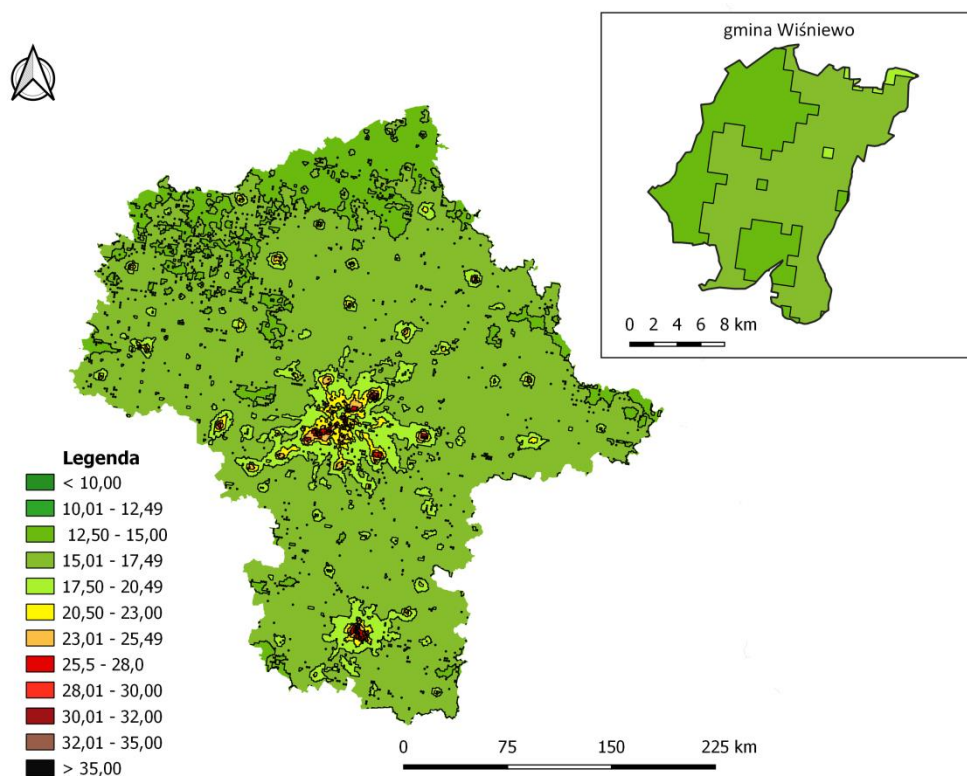 gmina Wiśniewo
0 2 4 6 8 km
Legenda
< 10,00
10,01 - 12,49
12,50 - 15,00
15,01 - 17,49
17,50 - 20,49
20,50 - 23,00
23,01 - 25,49
25,5 - 28,0
28,01 - 30,00
30,01 - 32,00
32,01 - 35,00
> 35,00
0 75 150 225 km